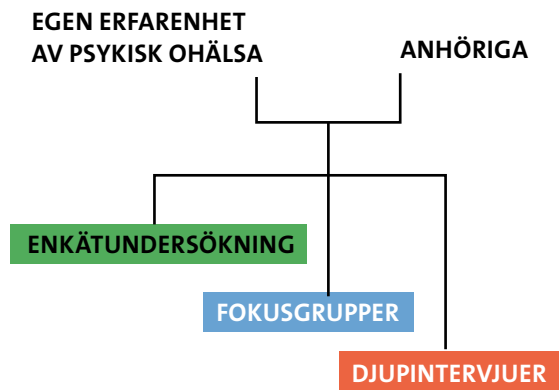 EGEN ERFARENHET
AV PSYKISK OHÄLSA
ANHÖRIGA
ENKÄTUNDERSÖKNING
FOKUSGRUPPER
DJUPINTERVJUER